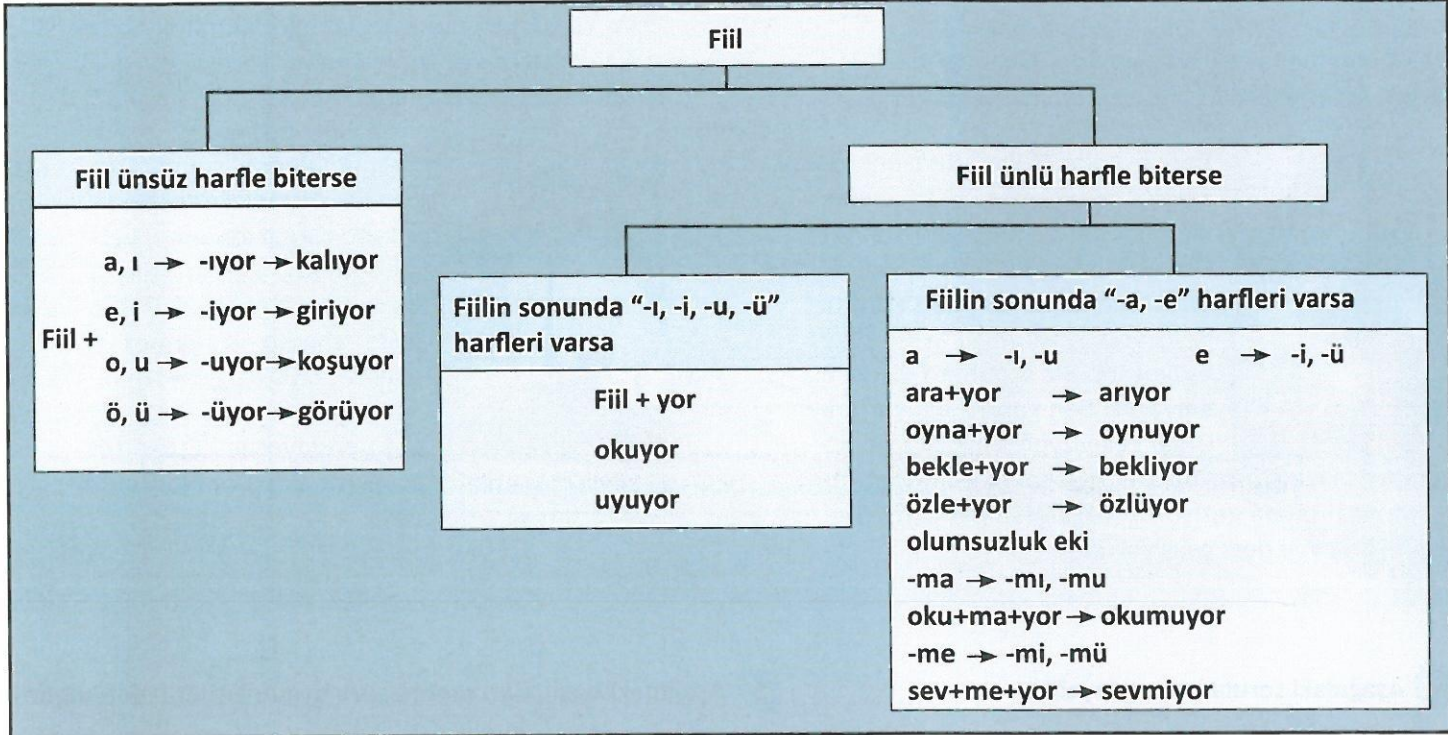 Fiil
Fiil ünsüz harfle biterse
Fiil +
a, ı → -ıyor → kalıyor
e, i → -iyor → giriyor
o, u → -uyor → koşuyor
ö, ü → -üyor → görüyor
Fiil ünlü harfle biterse
Fiilin sonunda “-ı, -i, -u, -ü”
harfleri varsa
Fiil + yor
okuyor
uyuyor
Fiilin sonunda “-a, -e” harfleri varsa
a → -ı, -u e → -i, -ü
ara+yor → arıyor
oyna+yor → oynuyor
bekle+yor → bekliyor
özle+yor → özlüyor
olumsuzluk eki
-ma → -mı, -mu
oku+ma+yor → okumuyor
-me → -mi, -mü
sev+me+yor → sevmiyor